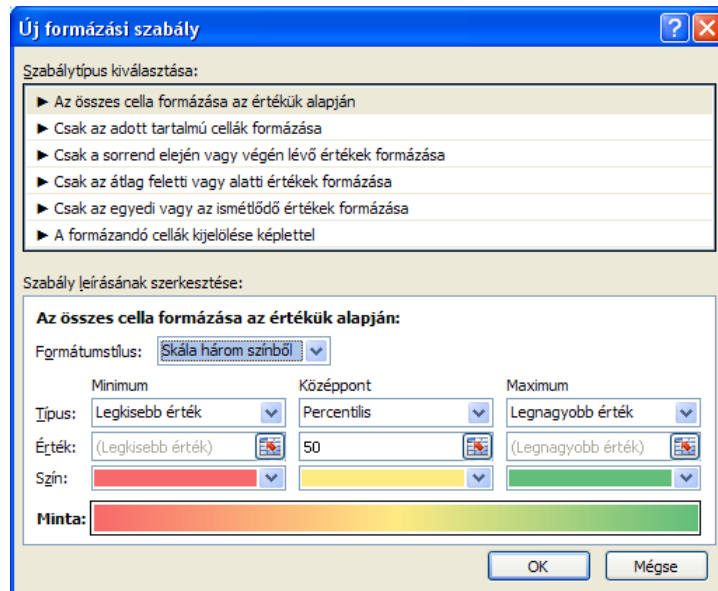 Új formázási szabály
Szabálytípus kiválasztása:
► Az összes cella formázása az értékük alapján
► Csak az adott tartalmú cellák formázása
► Csak a sorrend elején vagy végén lévő értékek formázása
► Csak az átlag feletti vagy alatti értékek formázása
► Csak az egyedi vagy az ismétlődő értékek formázása
► A formázandó cellák kijelölése képlettel
Szabály leírásának szerkesztése:
Az összes cella formázása az értékük alapján:
Formátumstílus: Skála három színből
Minimum Középpont Maximum
Típus: Legkisebb érték Percentilis Legnagyobb érték
Érték: (Legkisebb érték) 50 (Legnagyobb érték)
Szín:
Minta:
OK Mégse